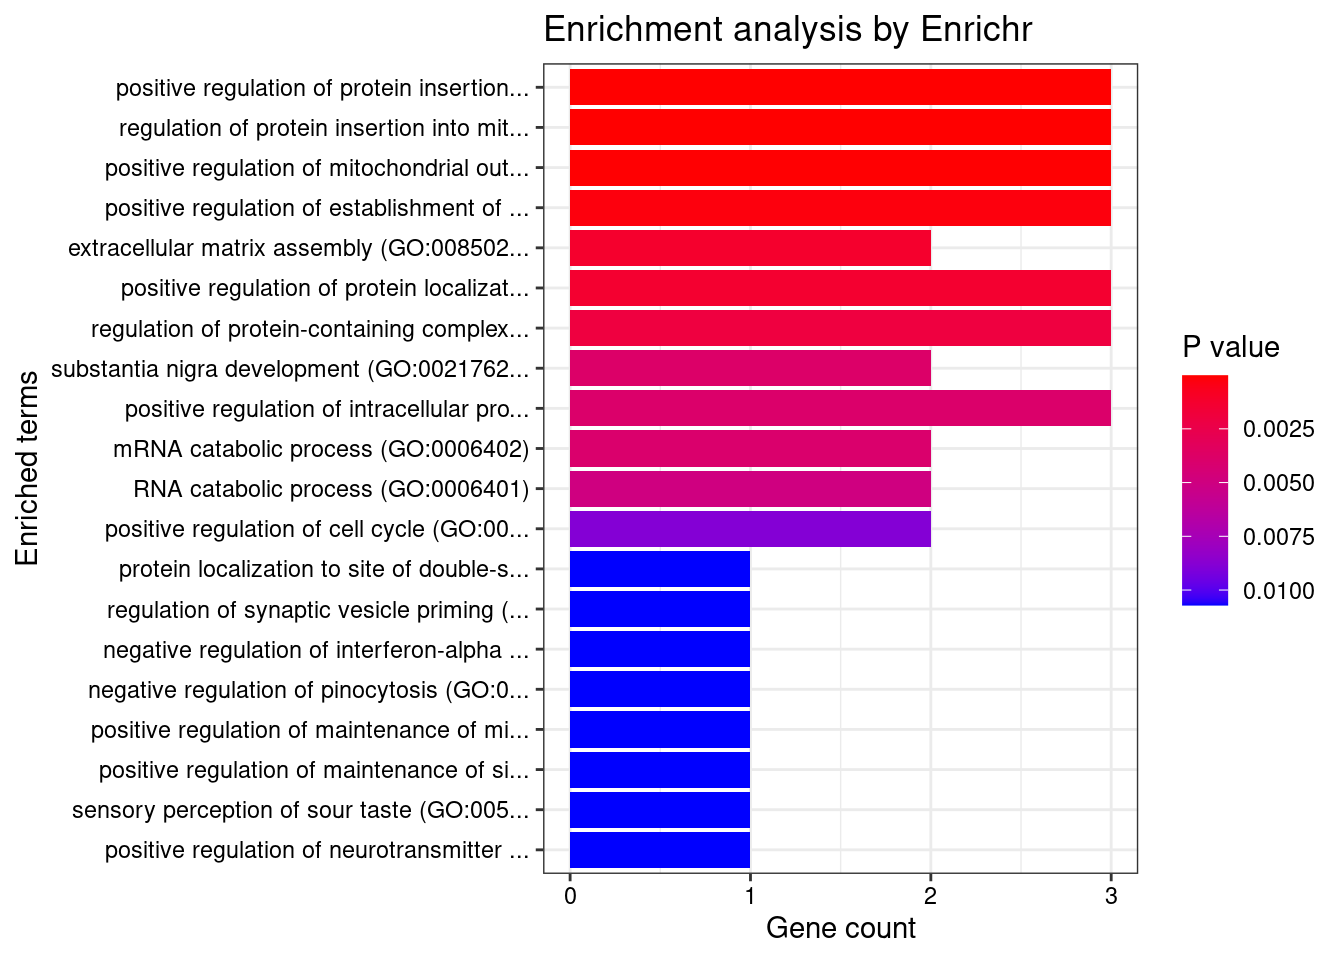 Enrichment analysis by Enrichr
positive regulation of protein insertion...
regulation of protein insertion into mit...
positive regulation of mitochondrial out...
positive regulation of establishment of ...
extracellular matrix assembly (GO:008502...
positive regulation of protein localizat...
regulation of protein-containing complex...
substantia nigra development (GO:0021762...
positive regulation of intracellular pro...
mRNA catabolic process (GO:0006402)
RNA catabolic process (GO:0006401)
positive regulation of cell cycle (GO:00...
protein localization to site of double-s...
regulation of synaptic vesicle priming (...
negative regulation of interferon-alpha ...
negative regulation of pinocytosis (GO:0...
positive regulation of maintenance of mi...
positive regulation of maintenance of si...
sensory perception of sour taste (GO:005...
positive regulation of neurotransmitter ...
Enriched terms
0 1 2 3
Gene count
P value
0.0025
0.0050
0.0075
0.0100